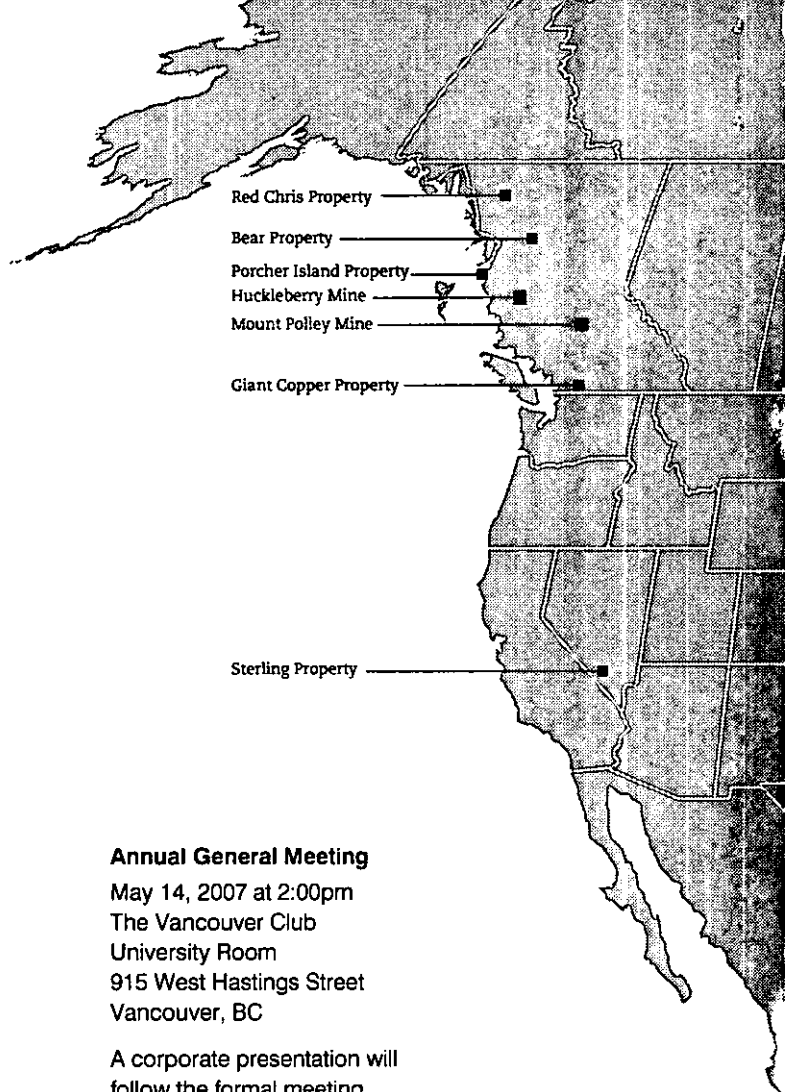 Red Chris Property
Bear Property
Porcher Island Property
Huckleberry Mine
Mount Polley Mine
Giant Copper Property
Sterling Property
Annual General Meeting
May 14, 2007 at 2:00pm
The Vancouver Club
University Room
915 West Hastings Street
Vancouver, BC
A corporate presentation will
follow the formal meeting